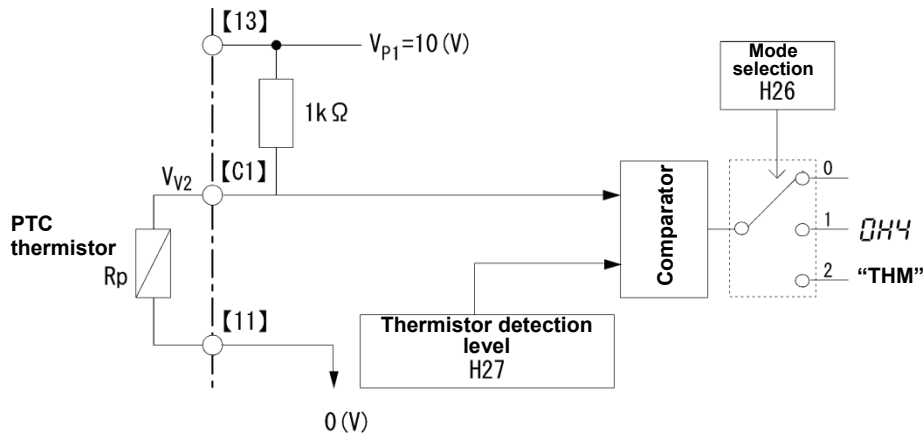 【13】
V_P1=10(V)
Mode
selection
H26
1kΩ
【C1】
V_V2
0
PTC
thermistor
Rp
Comparator
1
OH4
2
“THM”
【11】
Thermistor detection
level
H27
0(V)